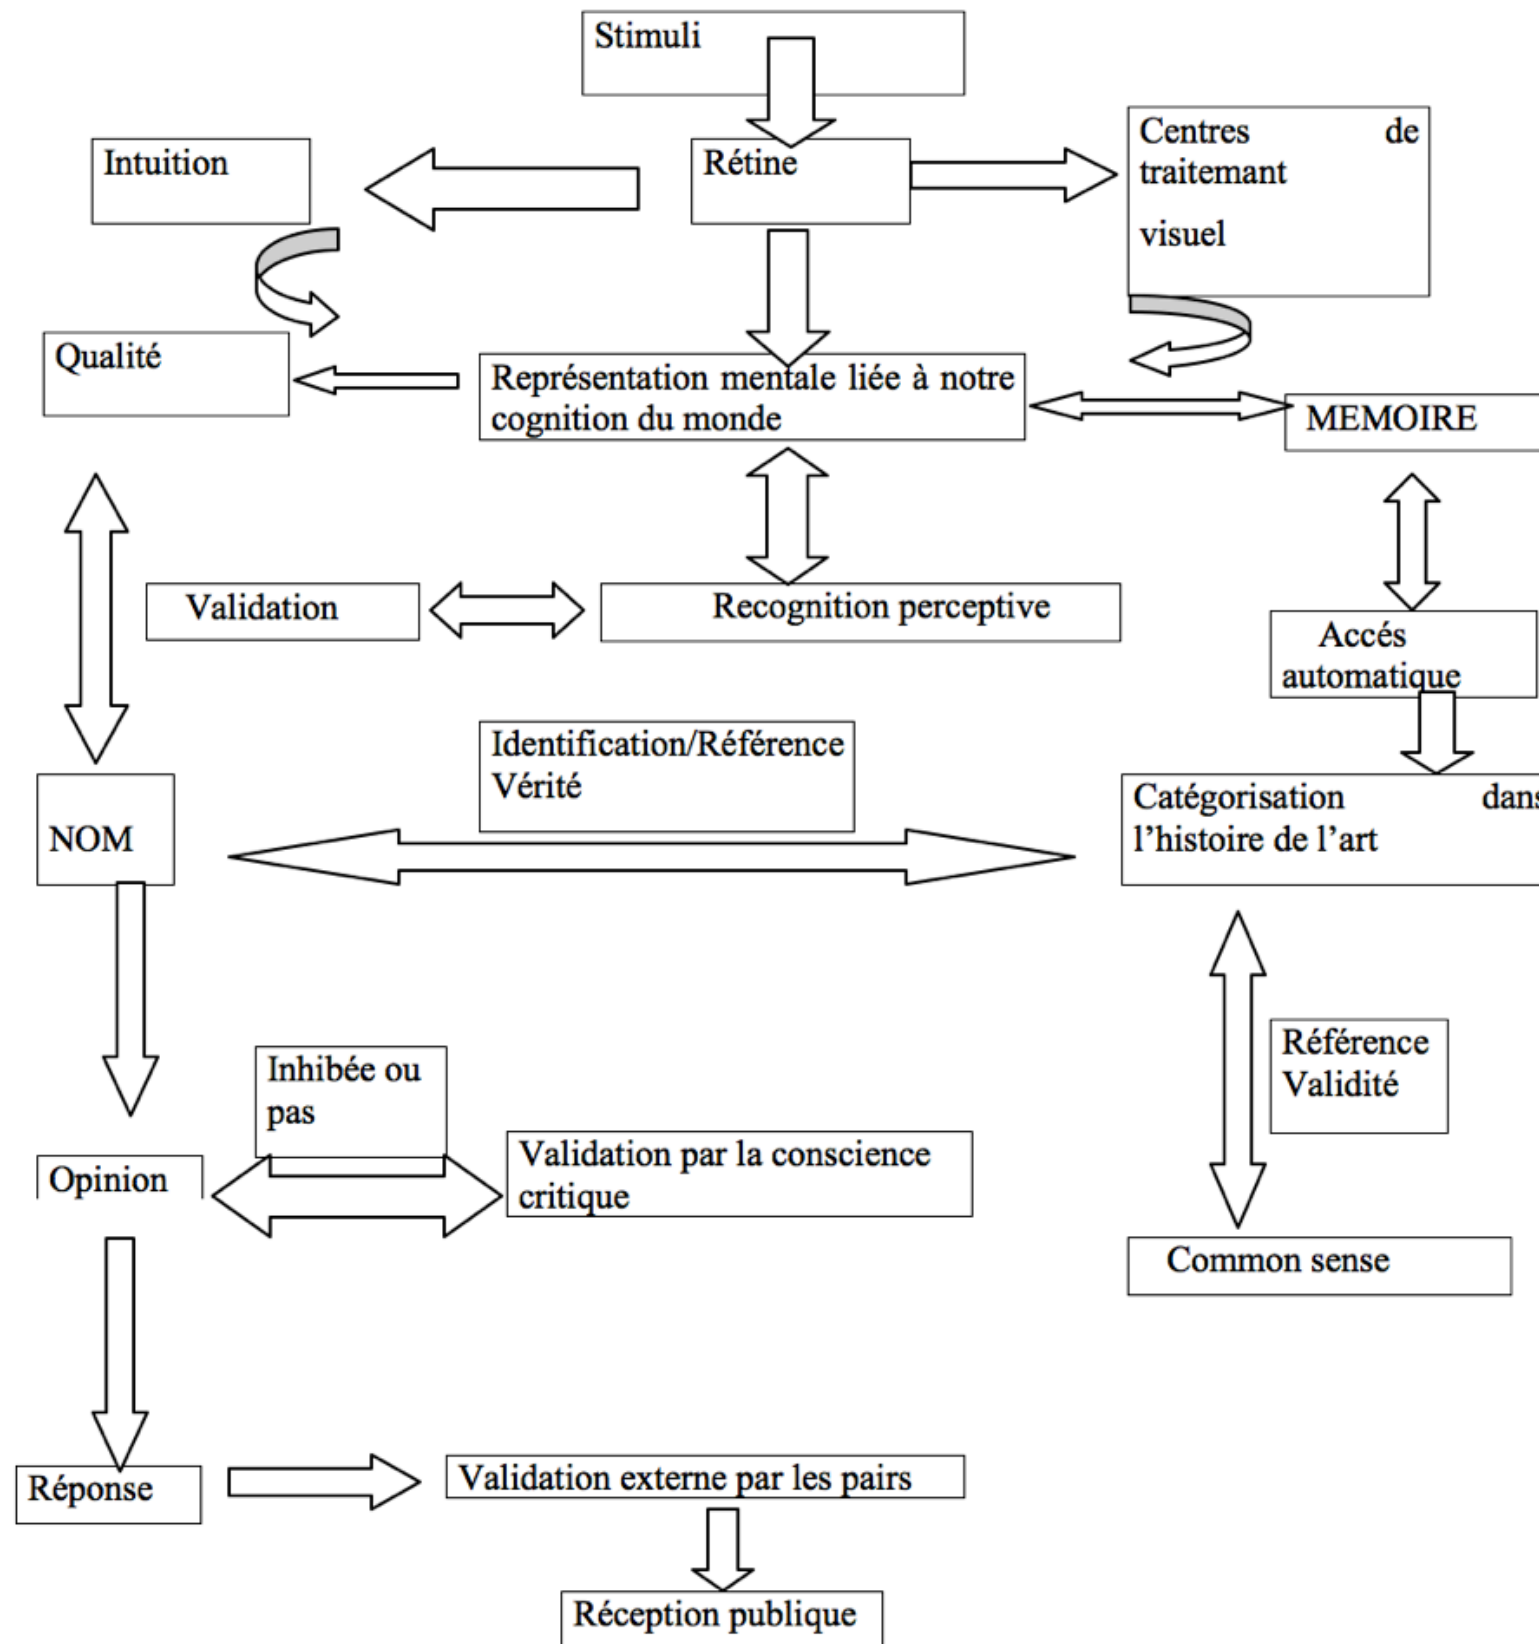 Stimuli
Intuition
Rétine
Centres de
traitemant
visuel
Qualité
Représentation mentale liée à notre
cognition du monde
MEMOIRE
Validation
Recognition perceptive
Accés
automatique
Identification/Référence
Vérité
NOM
Catégorisation dans
l’histoire de l’art
Inhibée ou
pas
Référence
Validité
Opinion
Validation par la conscience
critique
Common sense
Réponse
Validation externe par les pairs
Réception publique